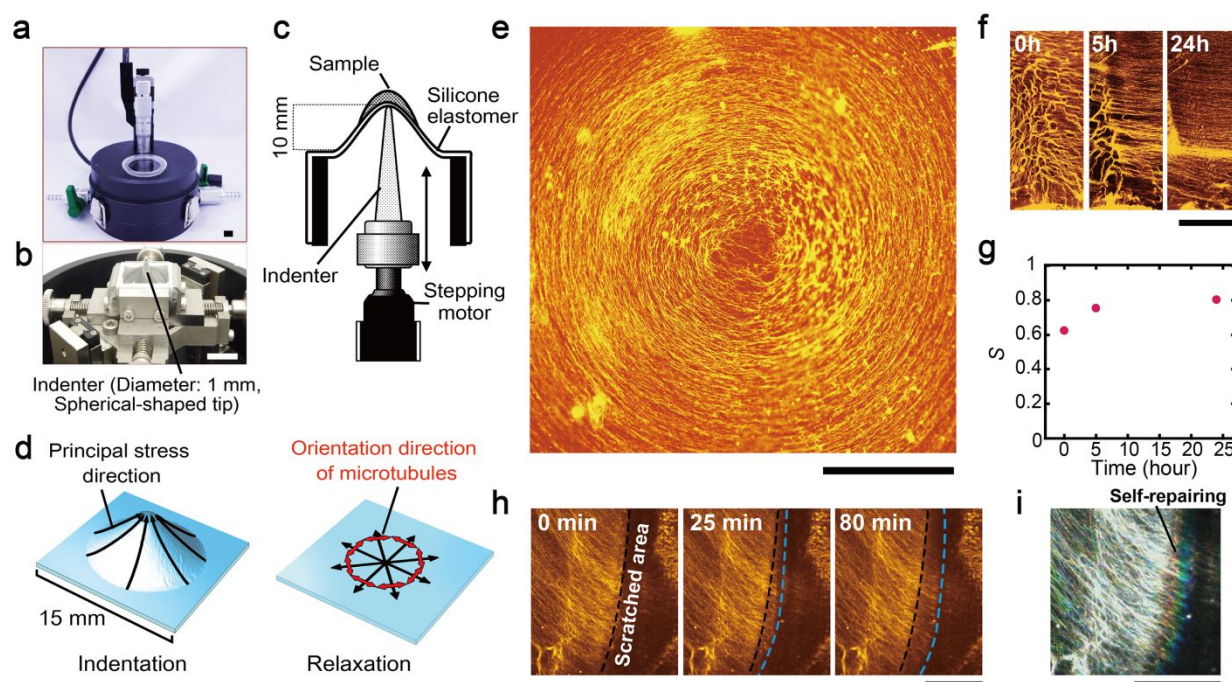 a
b
Indenter (Diameter: 1 mm,
Spherical-shaped tip)
c
Sample
Silicone
elastomer
10 mm
Indenter
Stepping
motor
d
Principal stress
direction
15 mm
Indentation
Orientation direction
of microtubules
Relaxation
e
f
0h
5h
24h
g
1
0.8
0.6
0.4
0.2
0
S
0
5
10
15
20
25
Time (hour)
h
0 min
Scratched area
25 min
80 min
i
Self-repairing